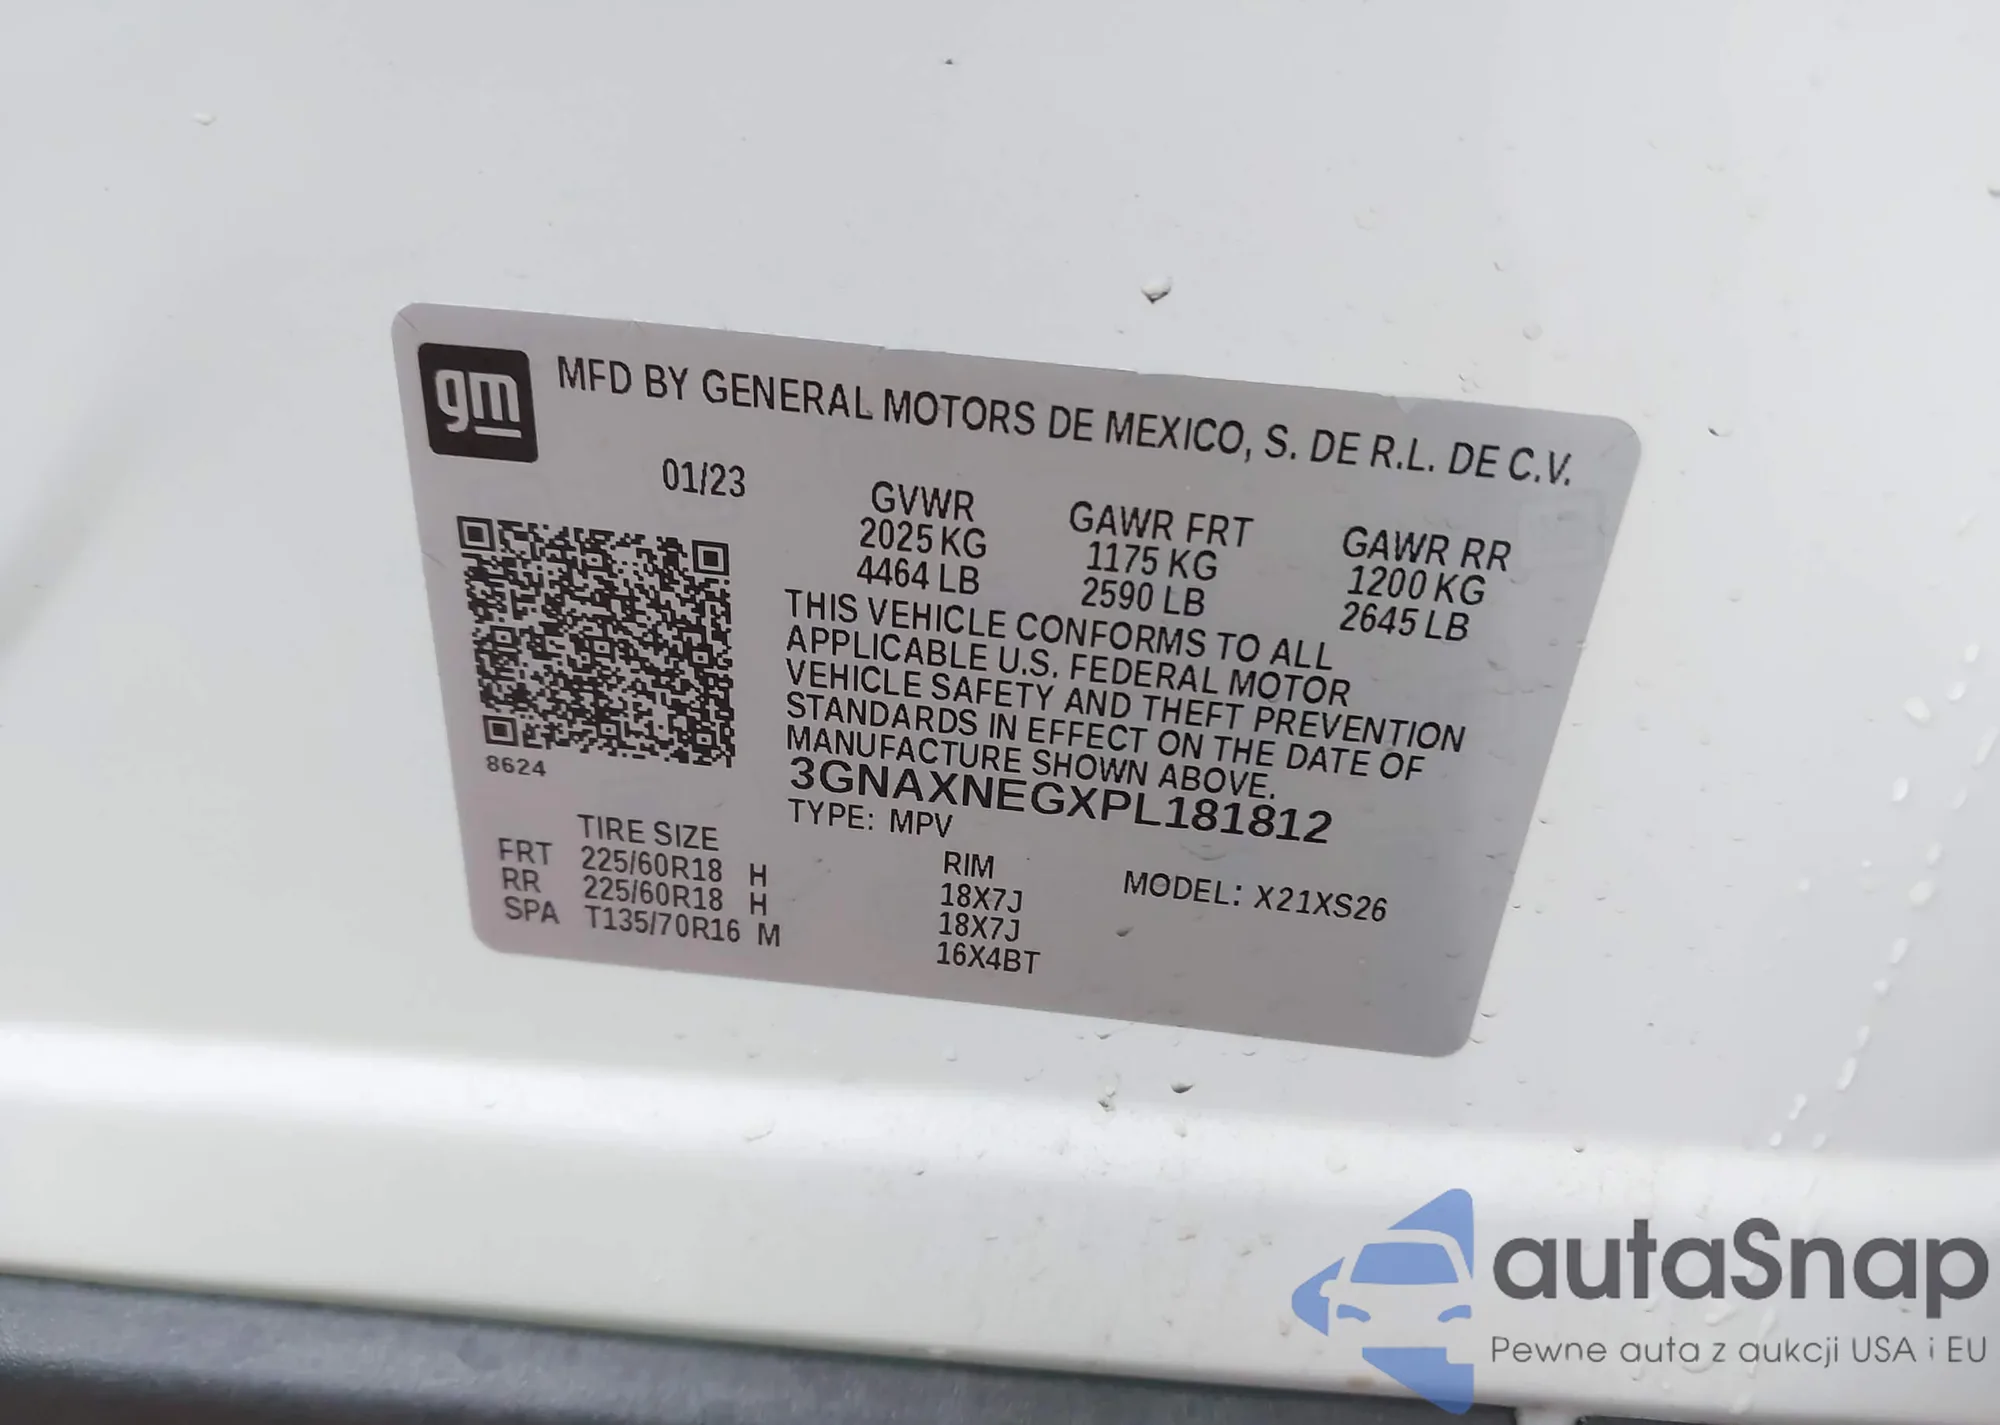 gm
MFD BY GENERAL MOTORS DE MEXICO, S. DE R.L. DE C.V.
01/23
GVWR GAWR FRT GAWR RR
2025 KG 1175 KG 1200 KG
4464 LB 2590 LB 2645 LB
THIS VEHICLE CONFORMS TO ALL
APPLICABLE U.S. FEDERAL MOTOR
VEHICLE SAFETY AND THEFT PREVENTION
STANDARDS IN EFFECT ON THE DATE OF
MANUFACTURE SHOWN ABOVE.
8624
3GNAXNEGXPL181812
TYPE: MPV
TIRE SIZE RIM MODEL: X21XS26
FRT 225/60R18 H 18X7J
RR 225/60R18 H 18X7J
SPA T135/70R16 M 16X4BT
autaSnap
Pewne auta z aukcji USA i EU